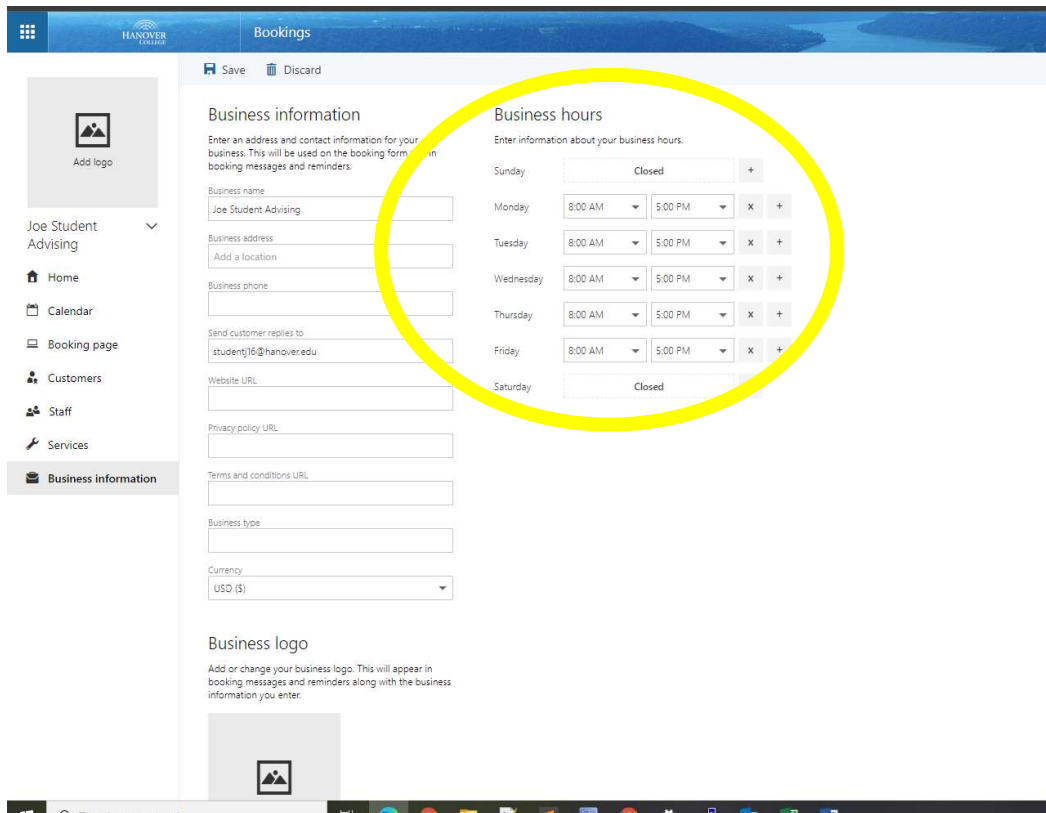 HANOVER
COLLEGE
Bookings
Save Discard
Add logo
Joe Student
Advising
Home
Calendar
Booking page
Customers
Staff
Services
Business information
Business information
Enter an address and contact information for your
business. This will be used on the booking form in
booking messages and reminders.
Business name
Joe Student Advising
Business address
Add a location
Business phone
Send customer replies to
studentj16@hanover.edu
Website URL
Privacy policy URL
Terms and conditions URL
Business type
Currency
USD ($)
Business logo
Add or change your business logo. This will appear in
booking messages and reminders along with the business
information you enter.
Business hours
Enter information about your business hours.
Sunday Closed +
Monday 8:00 AM 5:00 PM x +
Tuesday 8:00 AM 5:00 PM x +
Wednesday 8:00 AM 5:00 PM x +
Thursday 8:00 AM 5:00 PM x +
Friday 8:00 AM 5:00 PM x +
Saturday Closed